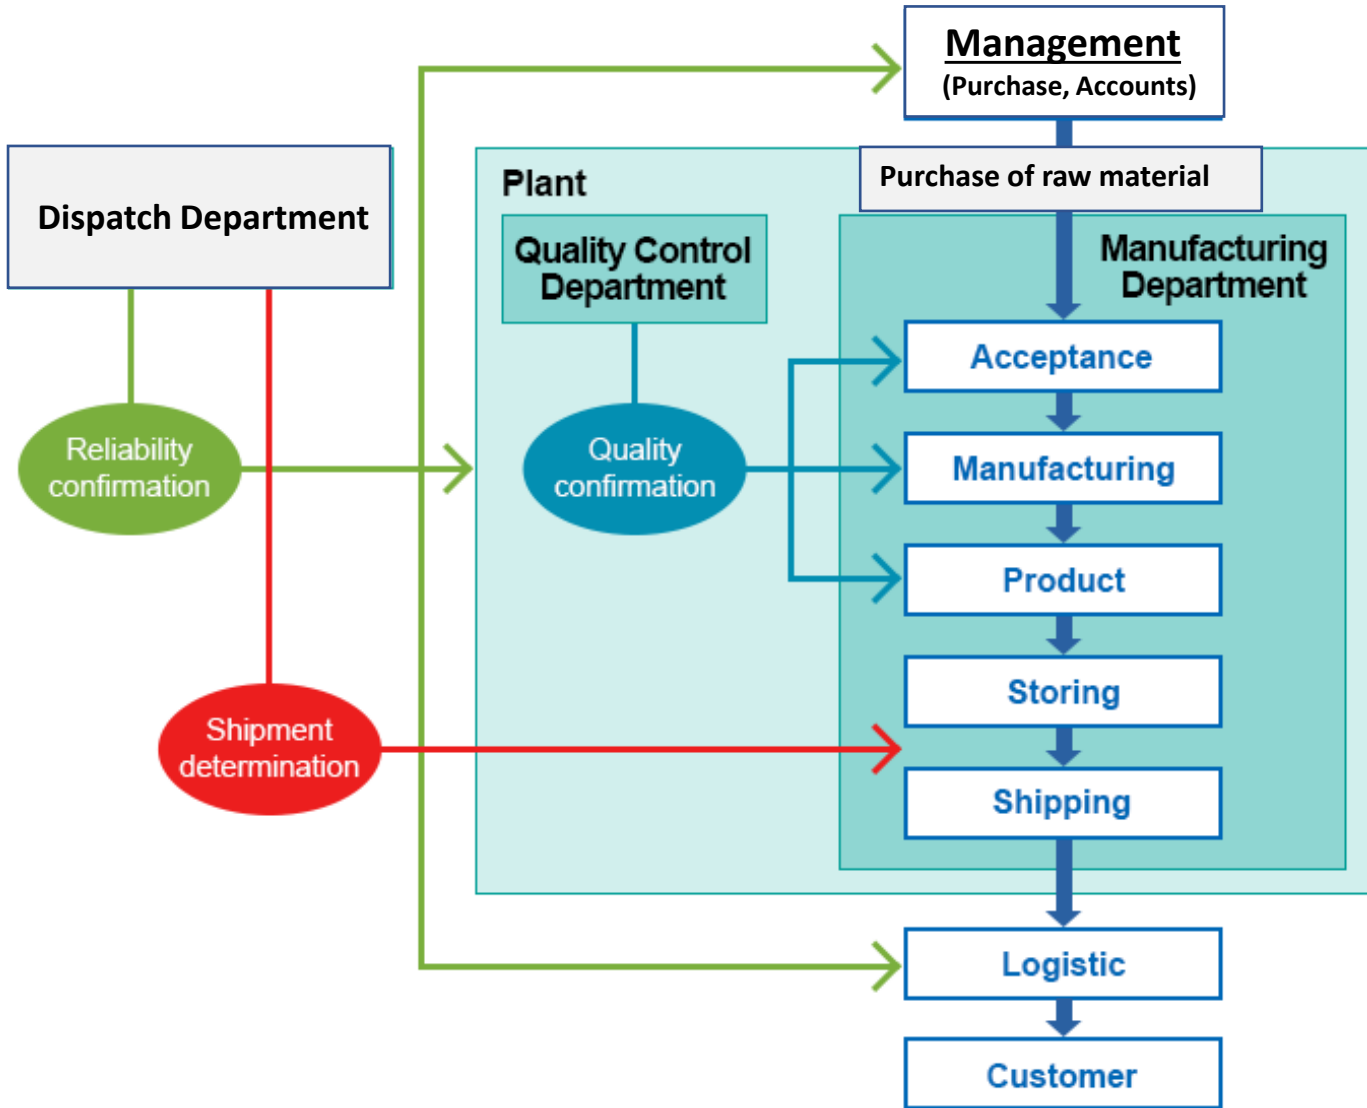 Management
(Purchase, Accounts)
Purchase of raw material
Plant
Dispatch Department
Quality Control
Department
Manufacturing
Department
Acceptance
Reliability
confirmation
Quality
confirmation
Manufacturing
Product
Storing
Shipment
determination
Shipping
Logistic
Customer